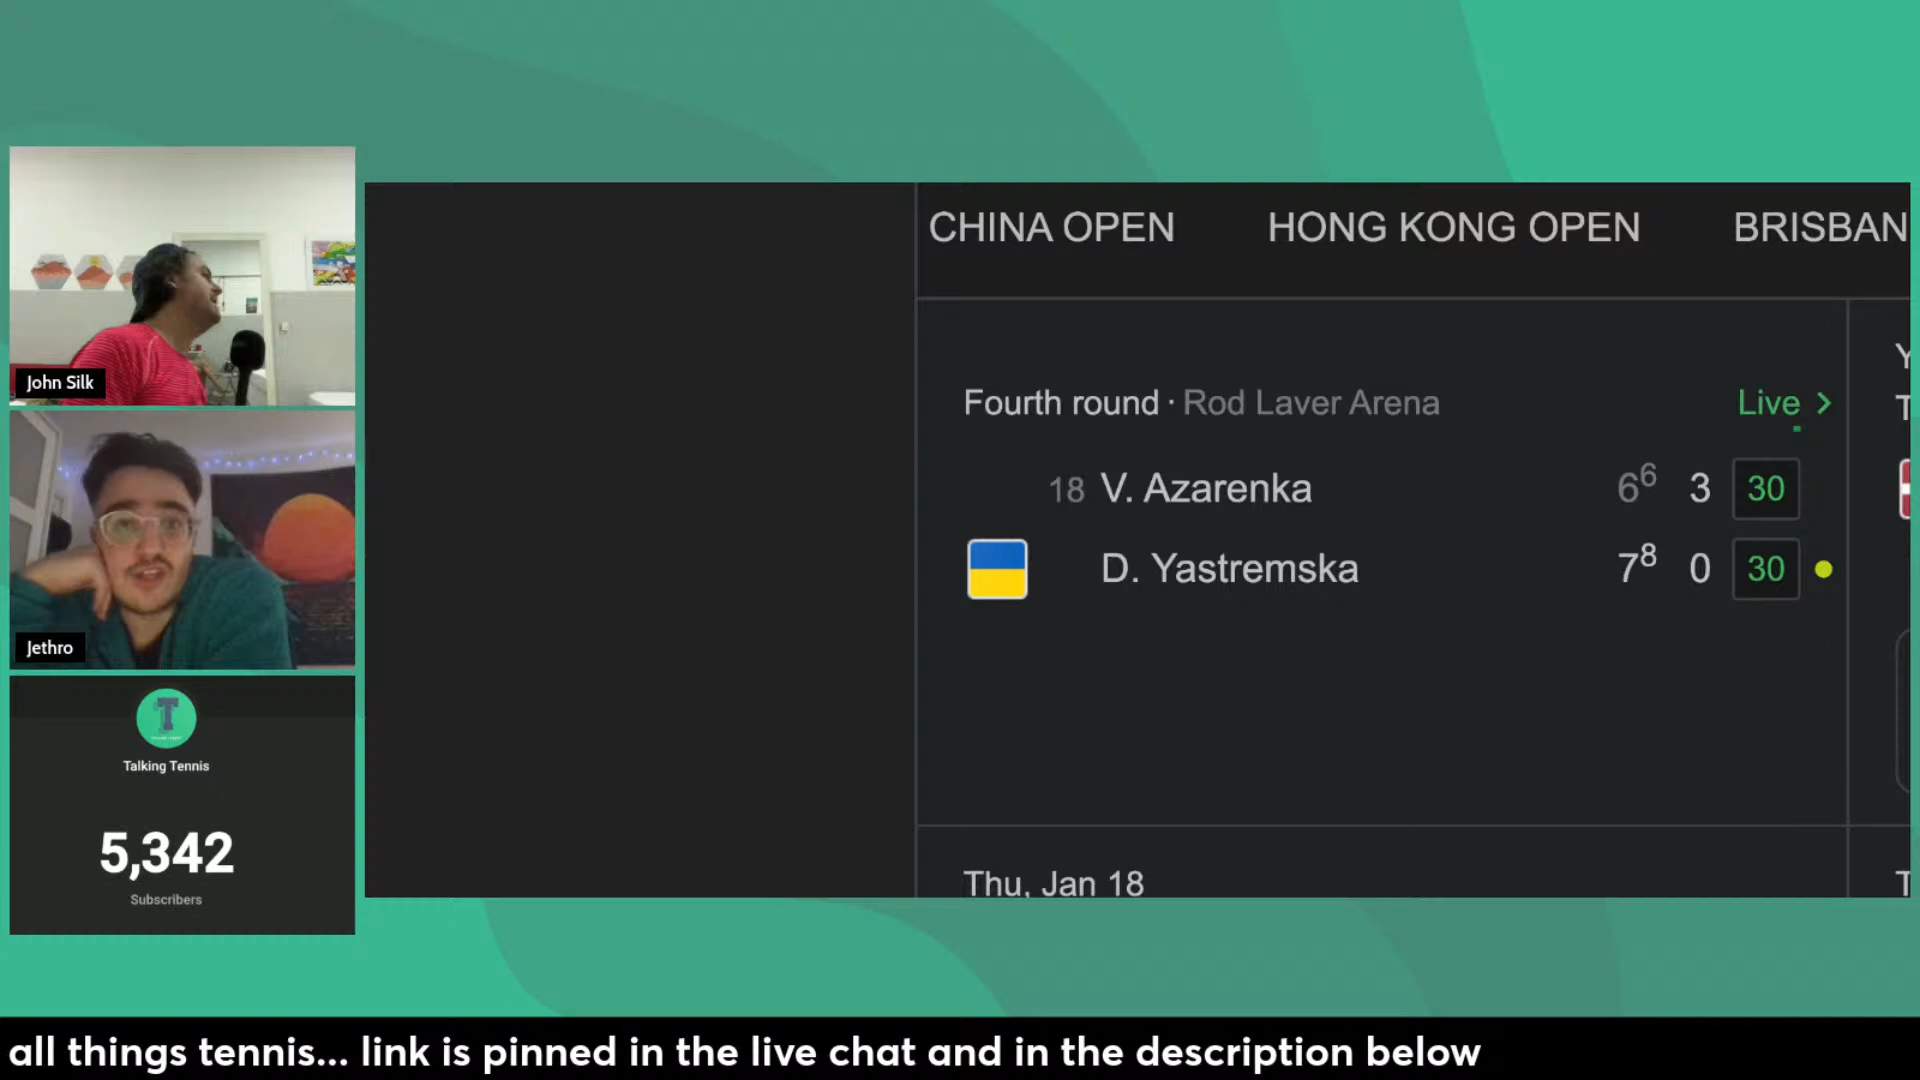 John Silk
Jethro
Talking Tennis
5,342
Subscribers
CHINA OPEN HONG KONG OPEN BRISBAN
Fourth round · Rod Laver Arena Live >
18 V. Azarenka 6⁶ 3 30
D. Yastremska 7⁸ 0 30
Thu, Jan 18
all things tennis... link is pinned in the live chat and in the description below